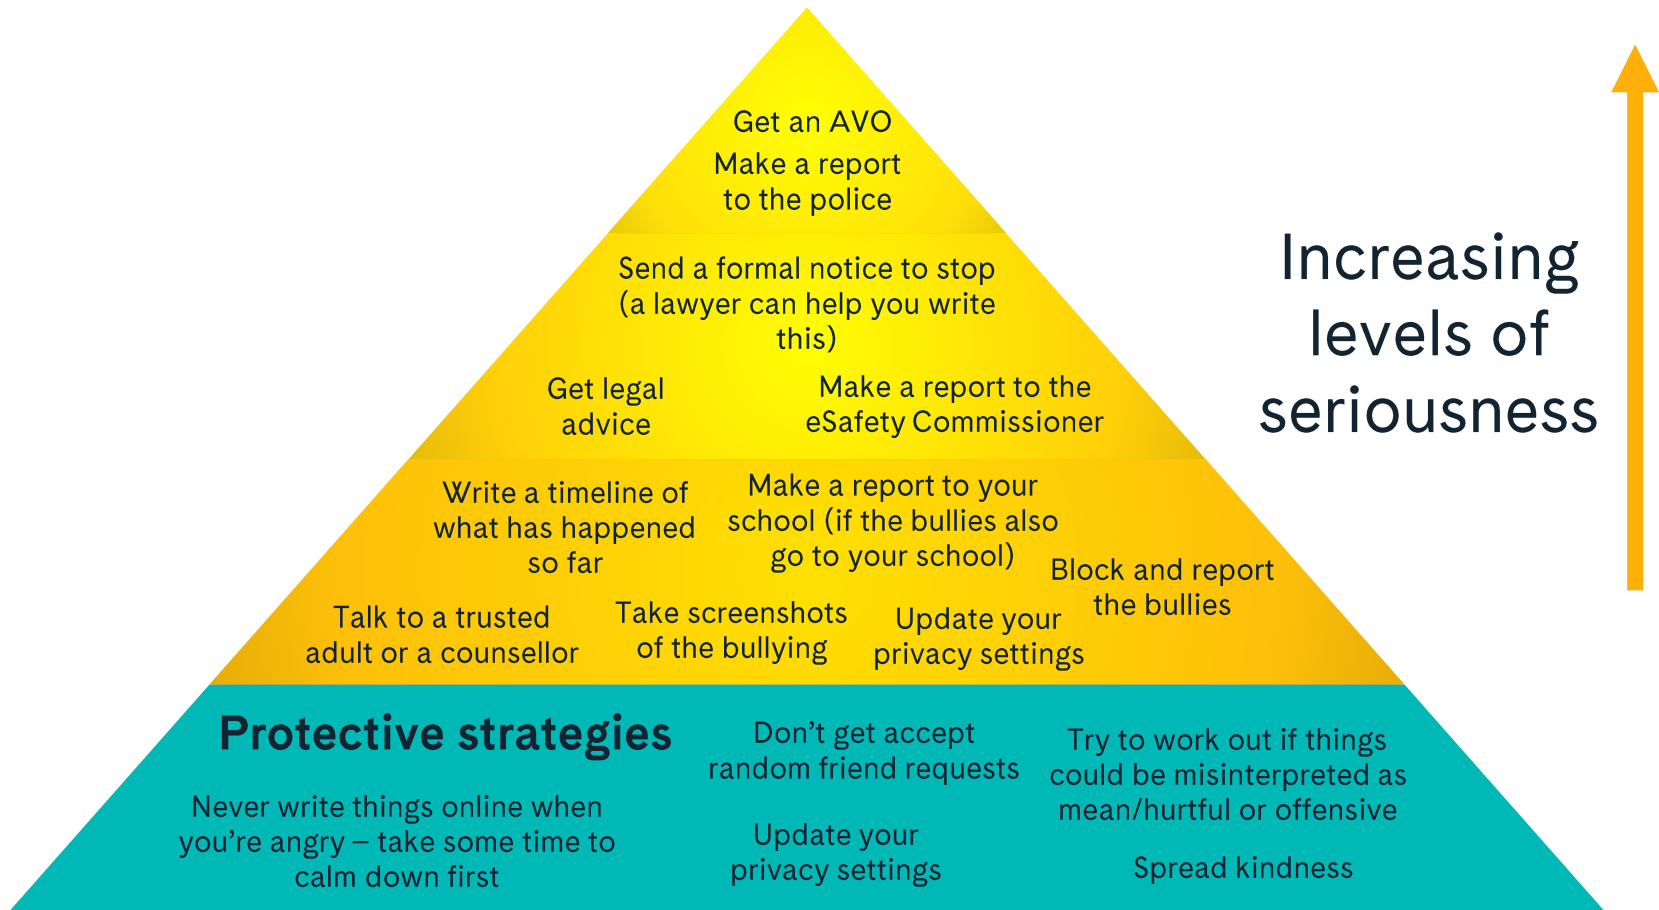 Get an AVO
Make a report
to the police
Send a formal notice to stop
(a lawyer can help you write
this)
Get legal
advice
Make a report to the
eSafety Commissioner
Write a timeline of
what has happened
so far
Make a report to your
school (if the bullies also
go to your school)
Block and report
the bullies
Talk to a trusted
adult or a counsellor
Take screenshots
of the bullying
Update your
privacy settings
Protective strategies
Never write things online when
you’re angry – take some time to
calm down first
Don’t get accept
random friend requests
Update your
privacy settings
Try to work out if things
could be misinterpreted as
mean/hurtful or offensive
Spread kindness
Increasing
levels of
seriousness